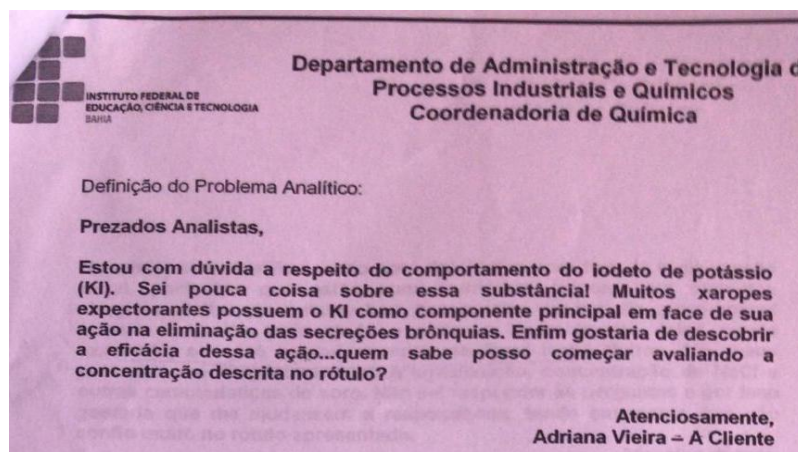 Departamento de Administração e Tecnologia d
Processos Industriais e Químicos
Coordenadoria de Química
INSTITUTO FEDERAL DE
EDUCAÇÃO, CIÊNCIA E TECNOLOGIA
BAHIA
Definição do Problema Analítico:
Prezados Analistas,
Estou com dúvida a respeito do comportamento do iodeto de potássio
(KI). Sei pouca coisa sobre essa substância! Muitos xaropes
expectorantes possuem o KI como componente principal em face de sua
ação na eliminação das secreções brônquias. Enfim gostaria de descobrir
a eficácia dessa ação...quem sabe posso começar avaliando a
concentração descrita no rótulo?
Atenciosamente,
Adriana Vieira – A Cliente